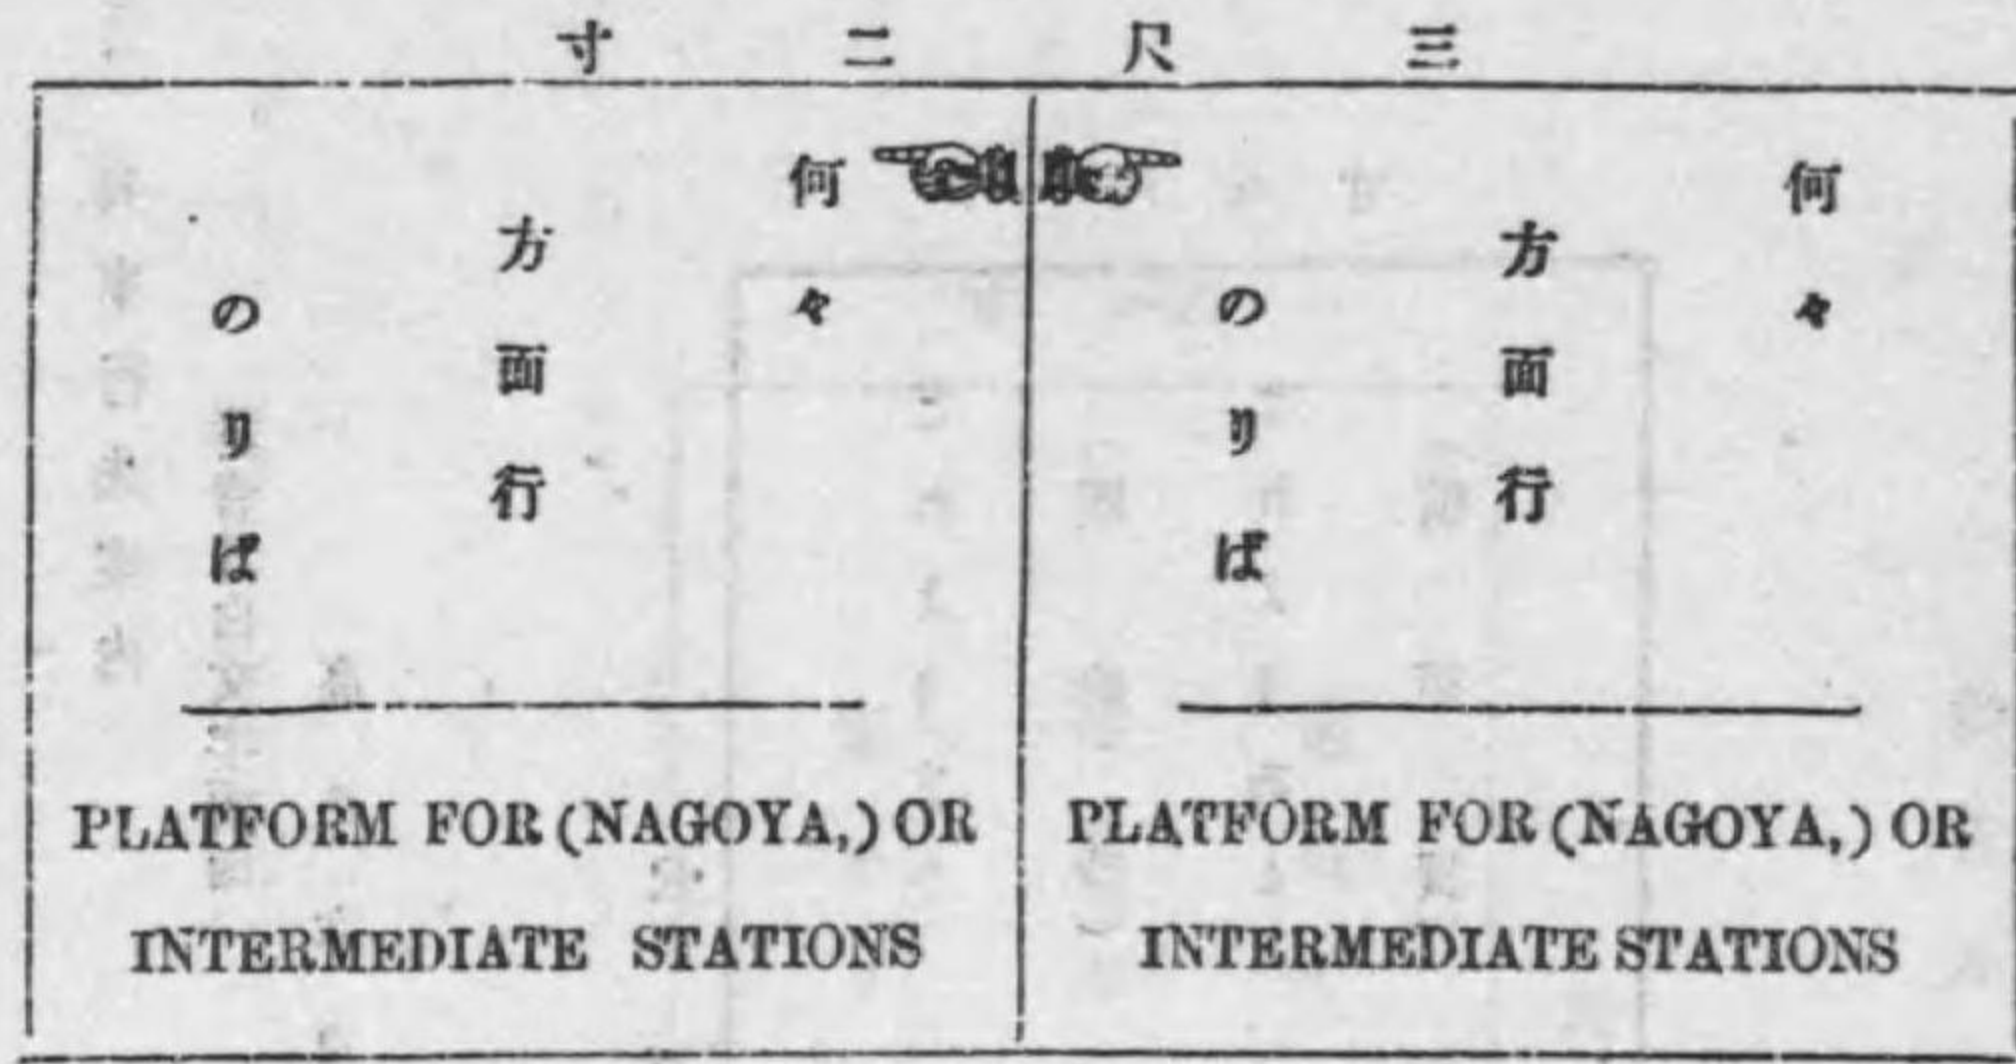 三尺二寸
何々
方面行
のりば
PLATFORM FOR (NAGOYA,) OR
INTERMEDIATE STATIONS
何々
方面行
のりば
PLATFORM FOR (NAGOYA,) OR
INTERMEDIATE STATIONS